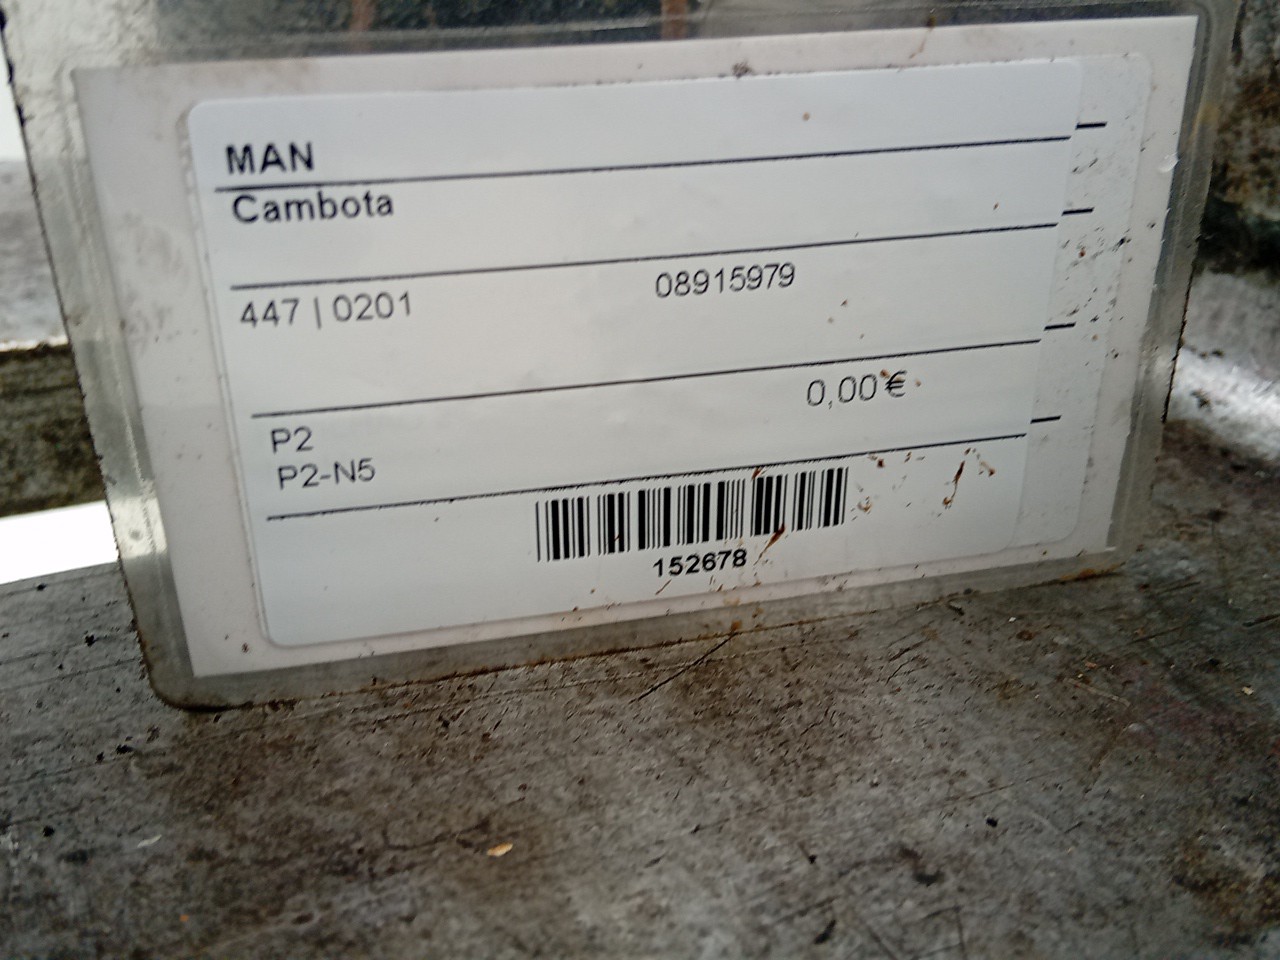 MAN
Cambota
447 | 0201 08915979
0,00€
P2
P2-N5
152678